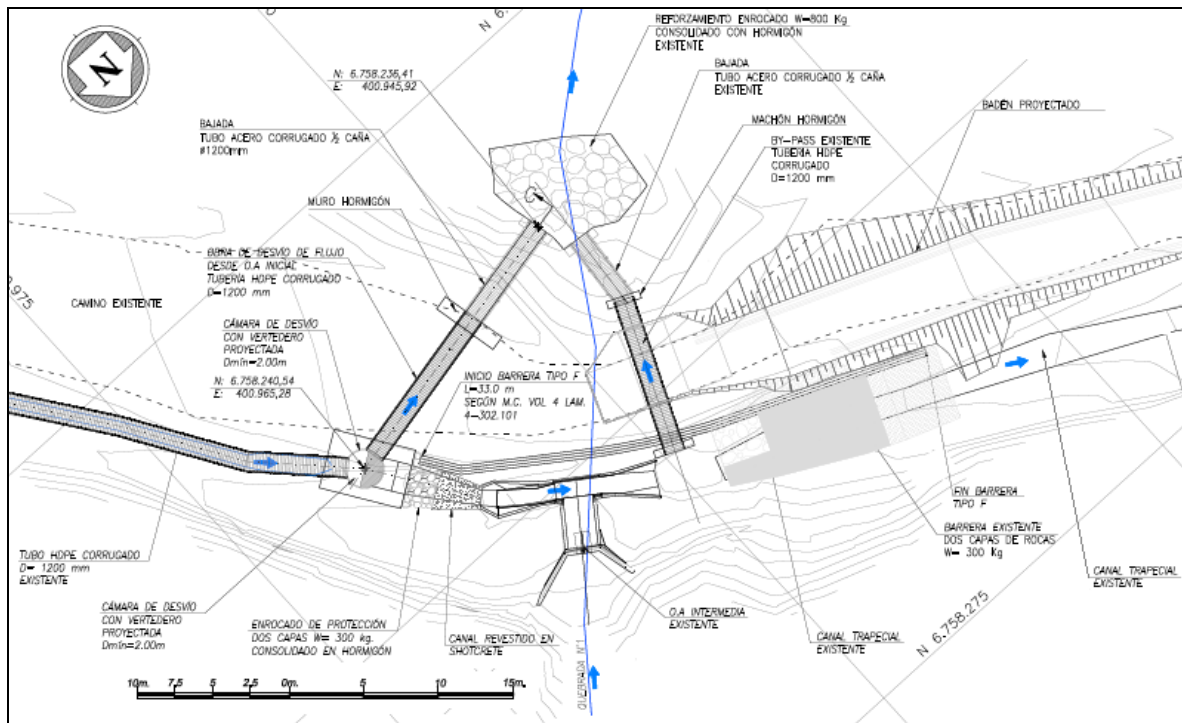 REFORZAMIENTO ENROCADO W=800 Kg
CONSOLIDADO CON HORMIGÓN
EXISTENTE
N 6.758.
N
N: 6.758.236,41
E: 400.945,92
BAJADA
TUBO ACERO CORRUGADO ½ CAÑA
EXISTENTE
BADÉN PROYECTADO
BAJADA
TUBO ACERO CORRUGADO ½ CAÑA
ø1200mm
MACHÓN HORMIGÓN
BY-PASS EXISTENTE
TUBERÍA HDPE
CORRUGADO
D=1200 mm
MURO HORMIGÓN
OBRA DE DESVÍO DE FLUJO
DESDE O.A INICIAL
TUBERÍA HDPE CORRUGADO
D=1200 mm
CAMINO EXISTENTE
.975
CÁMARA DE DESVÍO
CON VERTEDERO
PROYECTADA
Dmín=2.00m
N: 6.758.240,54
E: 400.965,28
INICIO BARRERA TIPO F
L=33.0 m
SEGÚN M.C. VOL 4 LAM.
4-302.101
FIN BARRERA
TIPO F
BARRERA EXISTENTE
DOS CAPAS DE ROCAS
W= 300 Kg
CANAL TRAPECIAL
EXISTENTE
TUBO HDPE CORRUGADO
D= 1200 mm
EXISTENTE
CÁMARA DE DESVÍO
CON VERTEDERO
PROYECTADA
Dmín=2.00m
ENROCADO DE PROTECCIÓN
DOS CAPAS W= 300 kg.
CONSOLIDADO EN HORMIGÓN
CANAL REVESTIDO EN
SHOTCRETE
O.A INTERMEDIA
EXISTENTE
CANAL TRAPECIAL
EXISTENTE
N 6.758.275
QUEBRADA N°1
10m. 7,5 5 2,5 0m 5 10 15m.